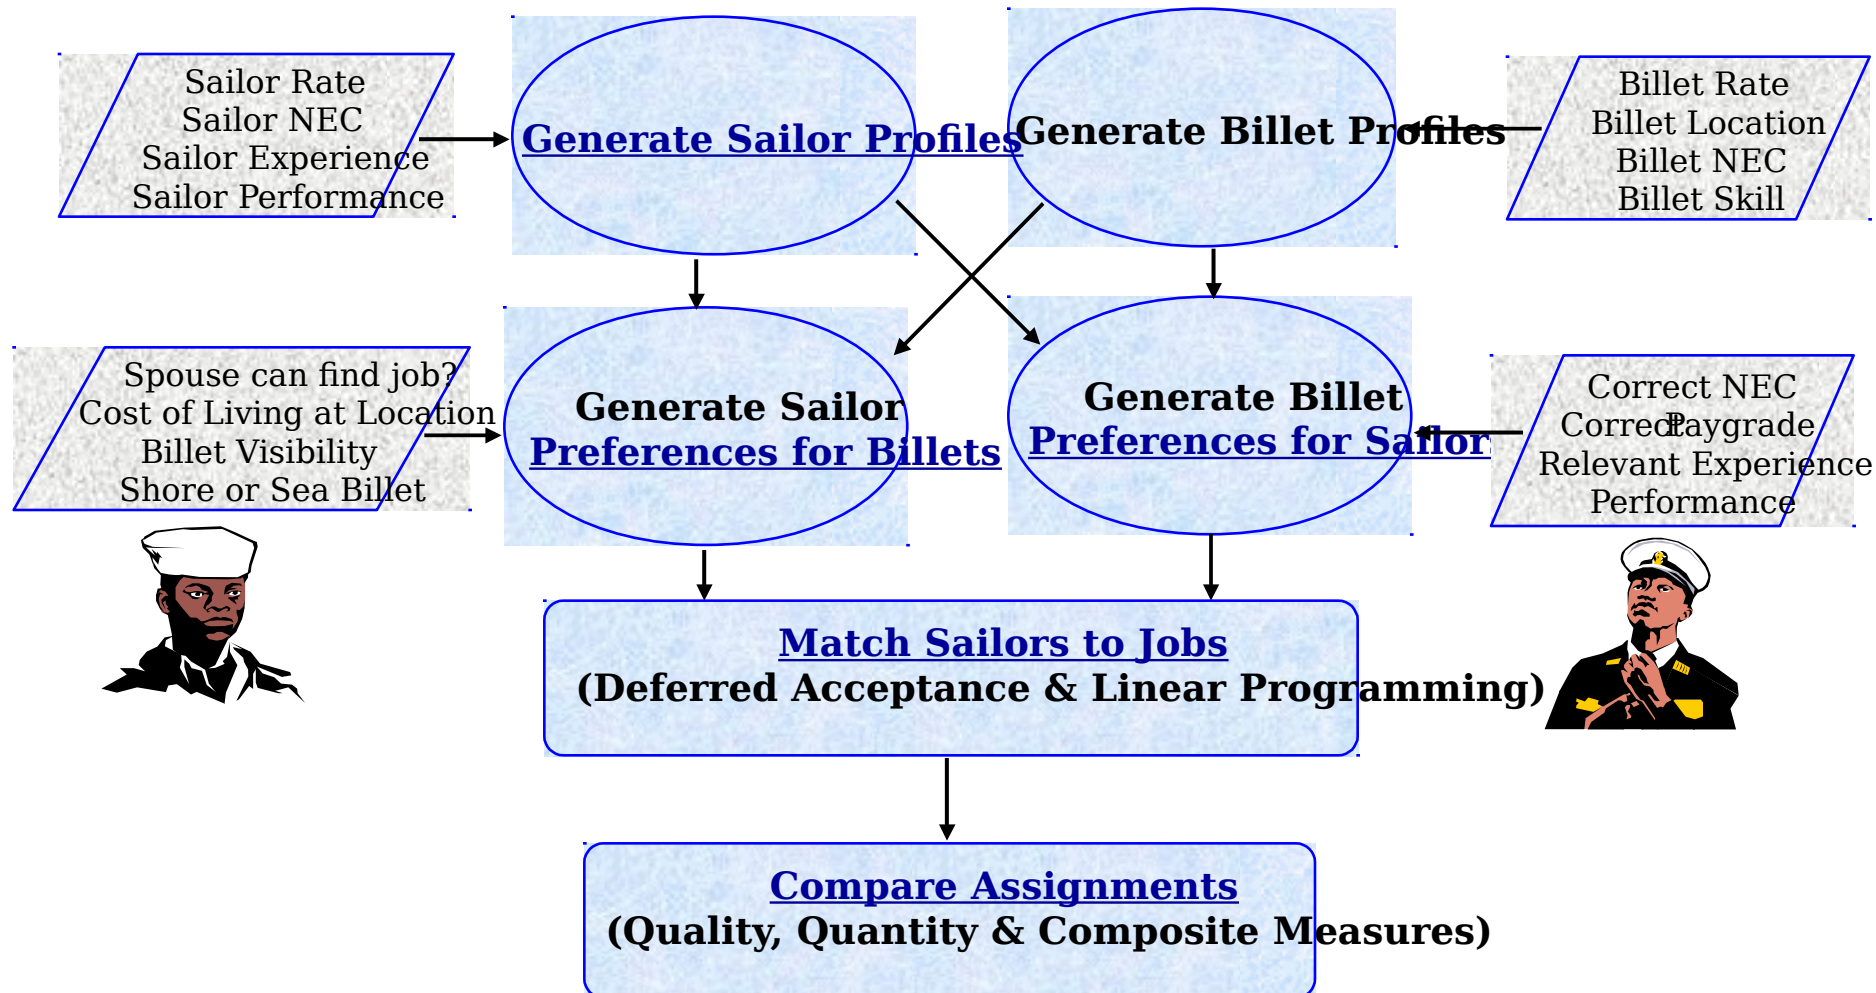 Sailor Rate
Sailor NEC
Sailor Experience
Sailor Performance
Generate Sailor Profiles
Generate Billet Profiles
Billet Rate
Billet Location
Billet NEC
Billet Skill
Spouse can find job?
Cost of Living at Location
Billet Visibility
Shore or Sea Billet
Generate Sailor
Preferences for Billets
Generate Billet
Preferences for Sailors
Correct NEC
Correct Paygrade
Relevant Experience
Performance
Match Sailors to Jobs
(Deferred Acceptance & Linear Programming)
Compare Assignments
(Quality, Quantity & Composite Measures)